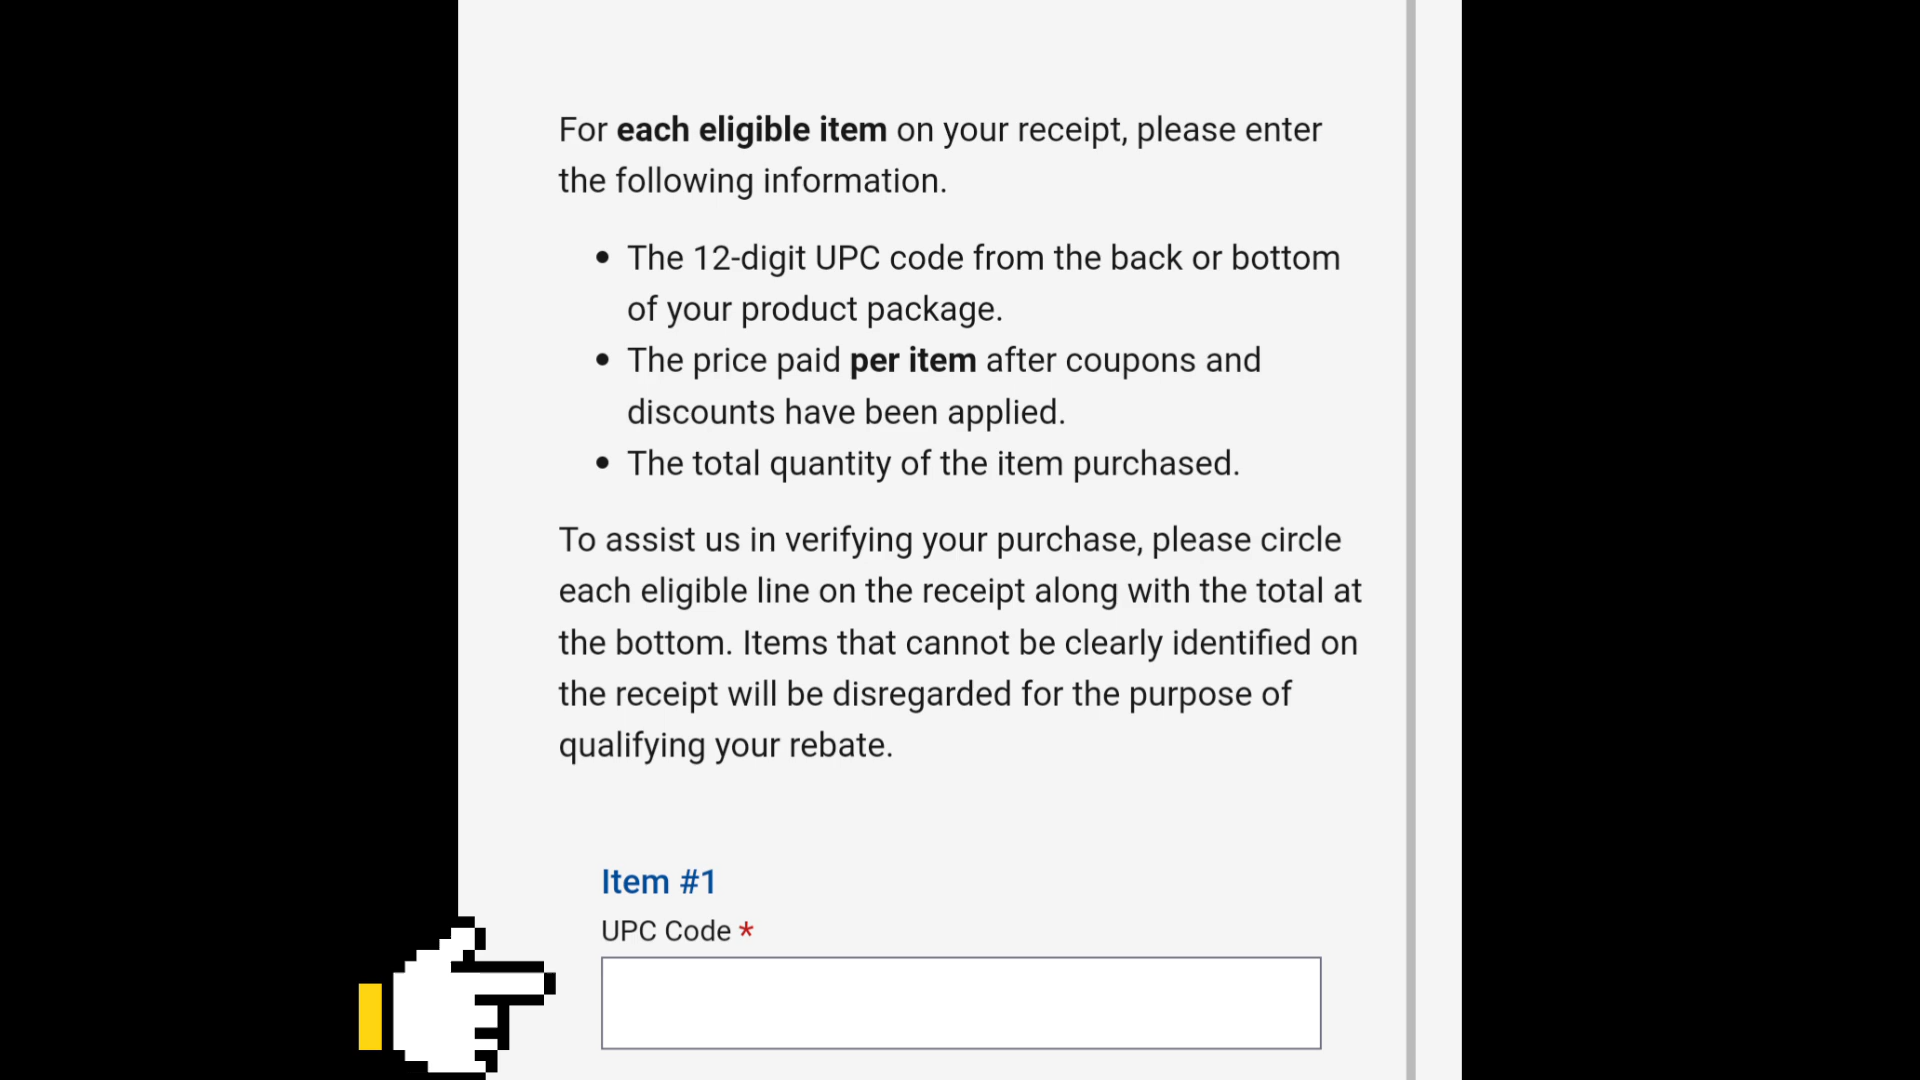 For each eligible item on your receipt, please enter
the following information.
• The 12-digit UPC code from the back or bottom
of your product package.
• The price paid per item after coupons and
discounts have been applied.
• The total quantity of the item purchased.
To assist us in verifying your purchase, please circle
each eligible line on the receipt along with the total at
the bottom. Items that cannot be clearly identified on
the receipt will be disregarded for the purpose of
qualifying your rebate.
Item #1
UPC Code *